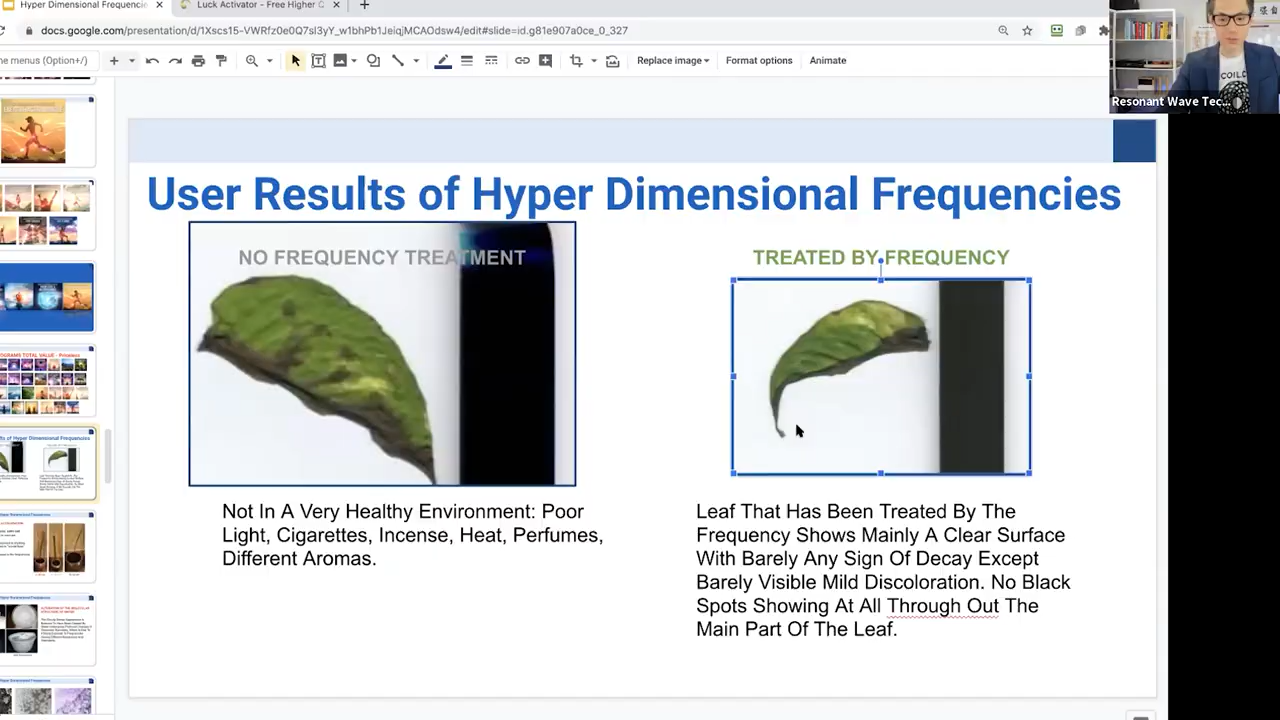 Hyper Dimensional Frequencie
Luck Activator - Free Higher
docs.google.com/presentation/d/1Xscs15-VWRfz0e0Q7sl3yY_w1bhPb1JeiqjMCAOdsw4/edit#slide=id.g81e907a0ce_0_327
he menus (Option+/)
Replace image
Format options
Animate
COIL
Resonant Wave Tec...
User Results of Hyper Dimensional Frequencies
NO FREQUENCY TREATMENT
Not In A Very Healthy Environment: Poor
Light, Cigarettes, Incense, Heat, Perfumes,
Different Aromas.
TREATED BY FREQUENCY
Leaf That Has Been Treated By The
Frequency Shows Mainly A Clear Surface
With Barely Any Sign Of Decay Except
Barely Visible Mild Discoloration. No Black
Spots Showing At All Through Out The
Main Part Of The Leaf.